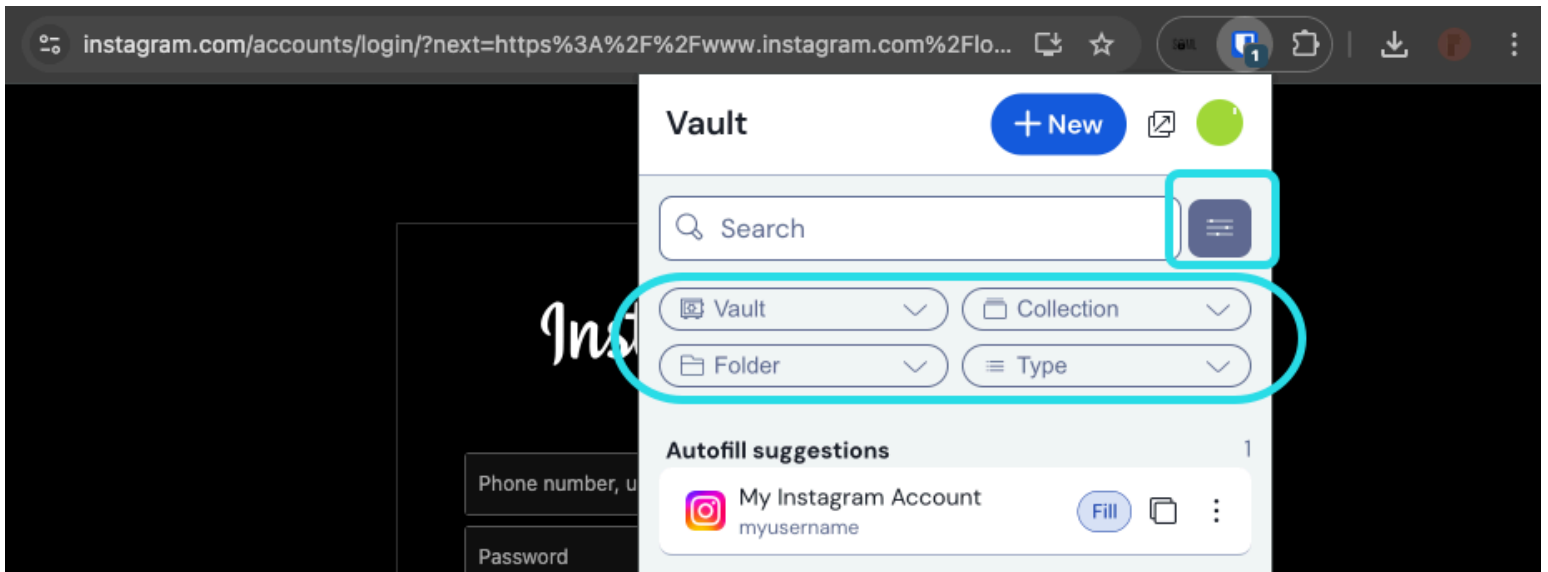 instagram.com/accounts/login/?next=https%3A%2F%2Fwww.instagram.com%2Flo...
1
Vault
+ New
Search
Vault
Collection
Folder
Type
Inst
Autofill suggestions
1
Phone number, u
My Instagram Account
myusername
Fill
Password